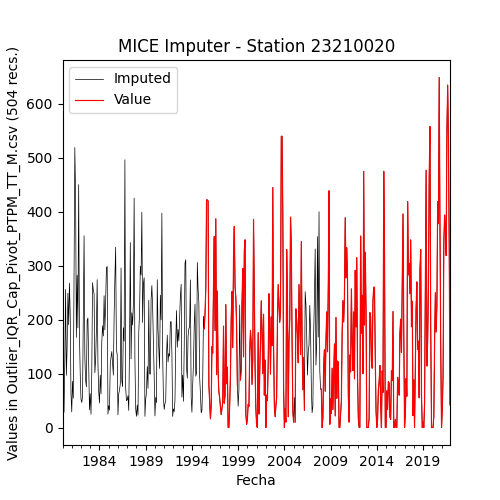 MICE Imputer - Station 23210020
Imputed
Value
Values in Outlier_IQR_Cap_Pivot_PTPM_TT_M.csv (504 recs.)
600
500
400
300
200
100
0
1984 1989 1994 1999 2004 2009 2014 2019
Fecha